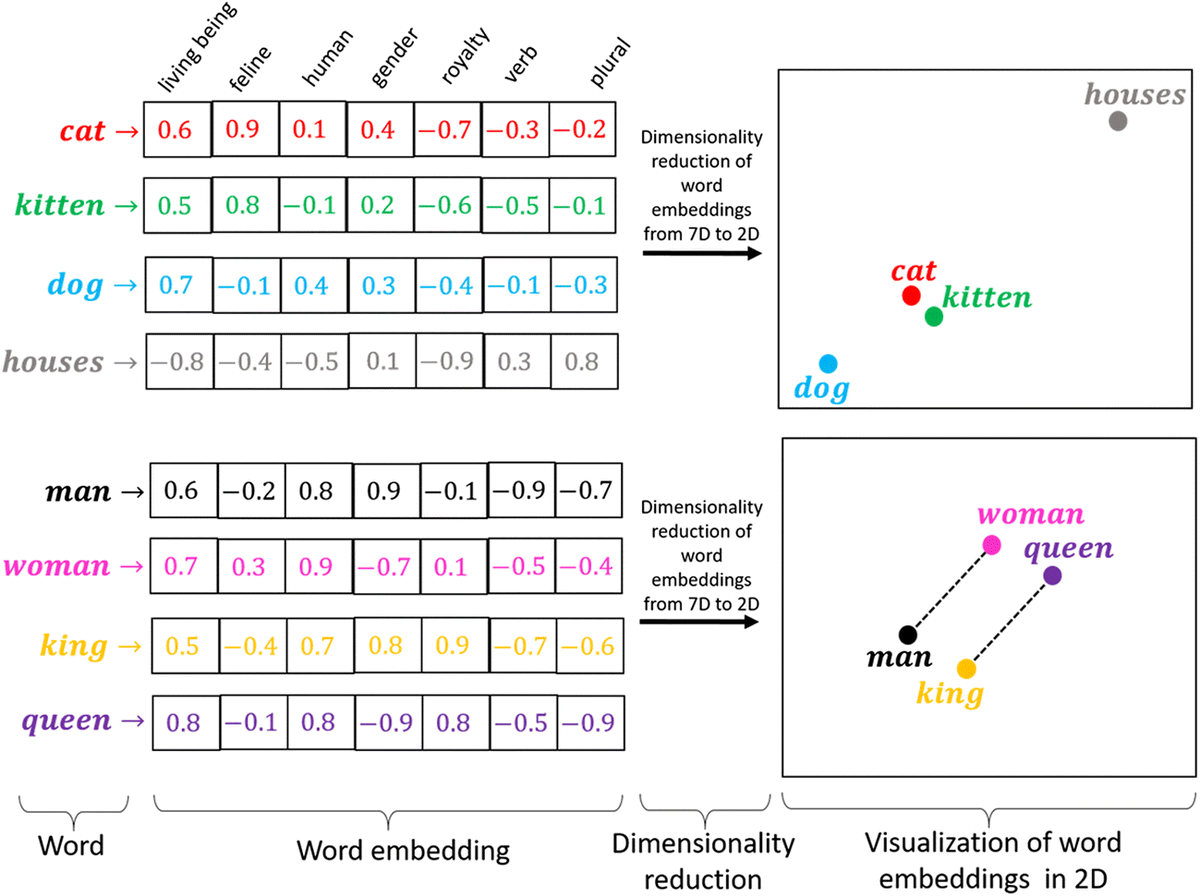 living being feline human gender royalty verb plural
cat → 0.6 0.9 0.1 0.4 −0.7 −0.3 −0.2
kitten → 0.5 0.8 −0.1 0.2 −0.6 −0.5 −0.1
dog → 0.7 −0.1 0.4 0.3 −0.4 −0.1 −0.3
houses → −0.8 −0.4 −0.5 0.1 −0.9 0.3 0.8
Dimensionality
reduction of
word
embeddings
from 7D to 2D
houses
cat
kitten
dog
man → 0.6 −0.2 0.8 0.9 −0.1 −0.9 −0.7
woman → 0.7 0.3 0.9 −0.7 0.1 −0.5 −0.4
king → 0.5 −0.4 0.7 0.8 0.9 −0.7 −0.6
queen → 0.8 −0.1 0.8 −0.9 0.8 −0.5 −0.9
Dimensionality
reduction of
word
embeddings
from 7D to 2D
woman
queen
man
king
Word
Word embedding
Dimensionality
reduction
Visualization of word
embeddings in 2D